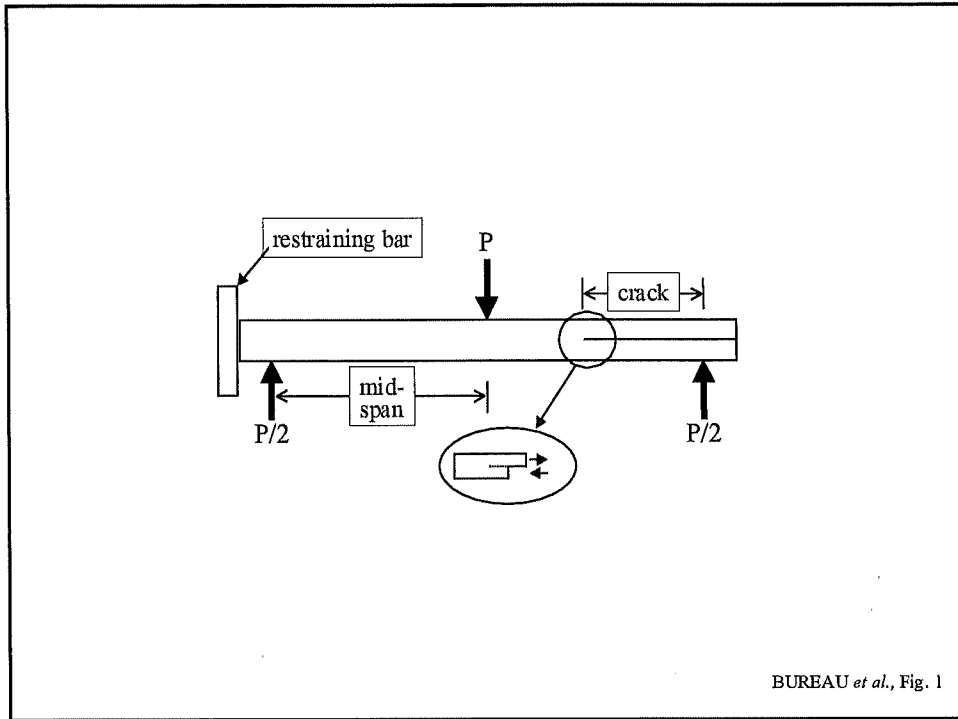 restraining bar
P
crack
mid-
span
P/2
P/2
BUREAU et al., Fig. 1